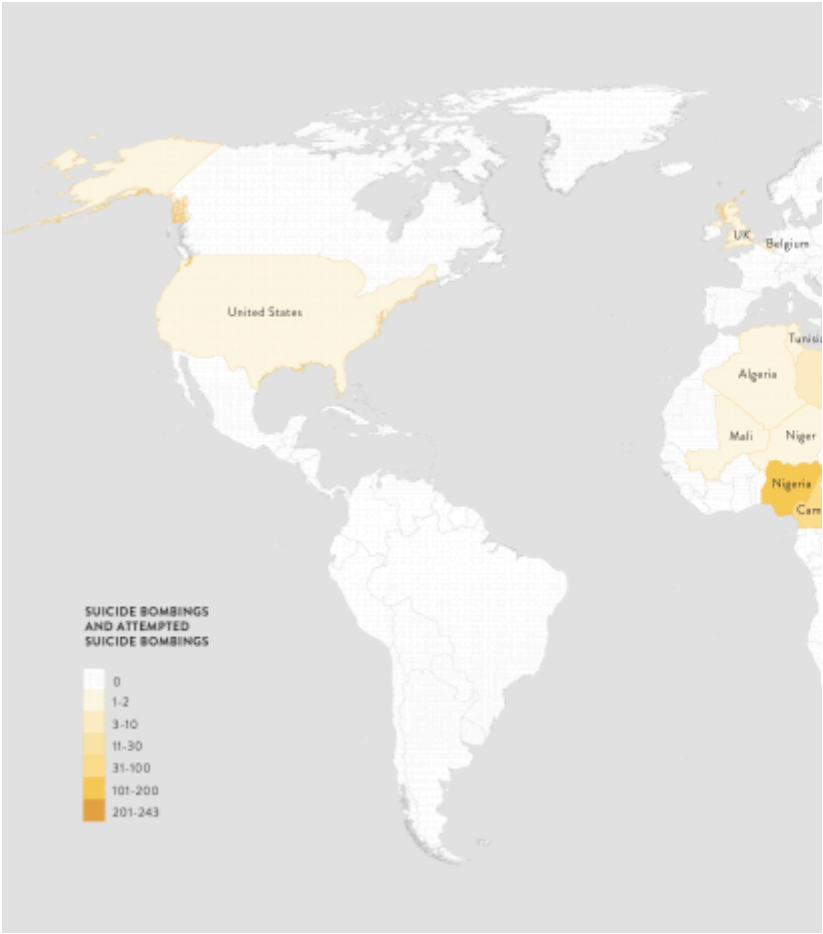 United States
UK
Belgium
Tunisi
Algeria
Mali
Niger
Nigeria
Cam
SUICIDE BOMBINGS
AND ATTEMPTED
SUICIDE BOMBINGS
0
1-2
3-10
11-30
31-100
101-200
201-243